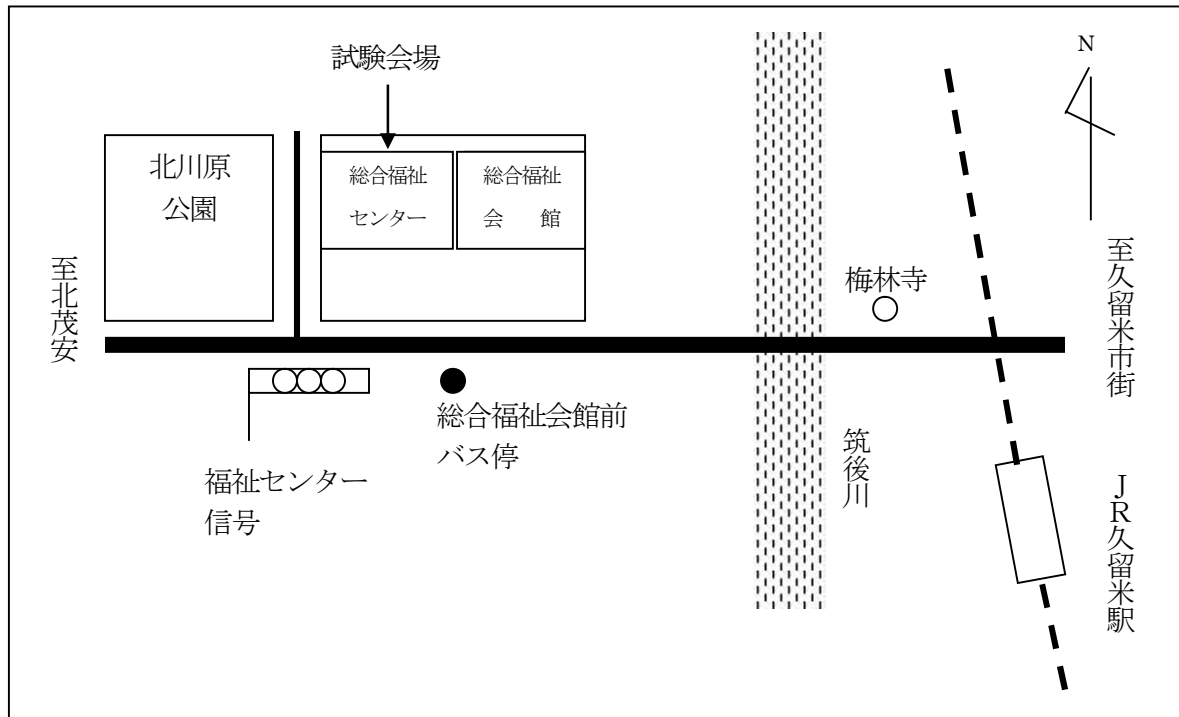 試験会場
N
北川原
公園
総合福祉
センター
総合福祉
会　館
至北茂安
梅林寺
至久留米市街
総合福祉会館前
バス停
福祉センター
信号
筑後川
ＪＲ久留米駅